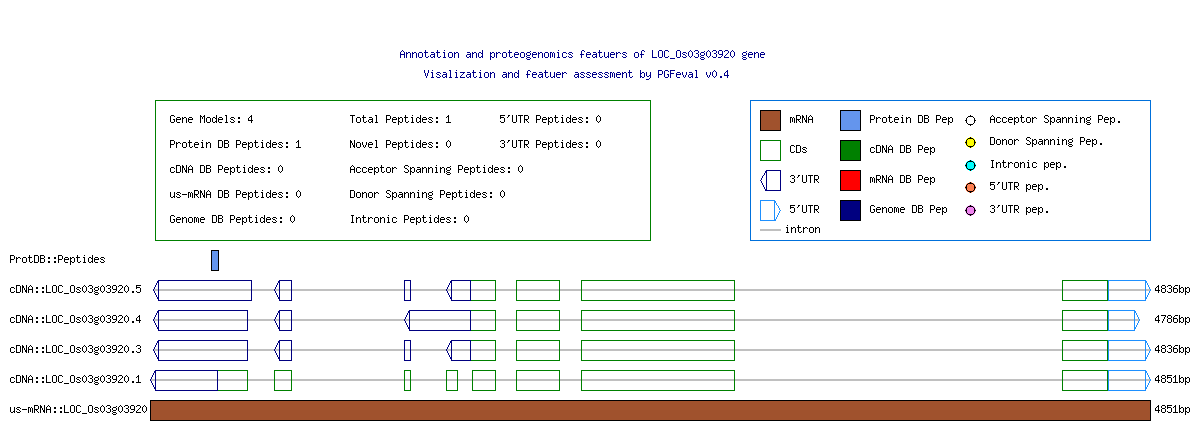 Annotation and proteogenomics featuers of LOC_Os03g03920 gene
Visalization and featuer assessment by PGFeval v0.4
Gene Models: 4 Total Peptides: 1 5'UTR Peptides: 0
Protein DB Peptides: 1 Novel Peptides: 0 3'UTR Peptides: 0
cDNA DB Peptides: 0 Acceptor Spanning Peptides: 0
us-mRNA DB Peptides: 0 Donor Spanning Peptides: 0
Genome DB Peptides: 0 Intronic Peptides: 0
mRNA Protein DB Pep Acceptor Spanning Pep.
CDs cDNA DB Pep Donor Spanning Pep.
3'UTR mRNA DB Pep Intronic pep.
5'UTR Genome DB Pep 5'UTR pep.
intron 3'UTR pep.
ProtDB::Peptides
cDNA::LOC_Os03g03920.5 4836bp
cDNA::LOC_Os03g03920.4 4786bp
cDNA::LOC_Os03g03920.3 4836bp
cDNA::LOC_Os03g03920.1 4851bp
us-mRNA::LOC_Os03g03920 4851bp